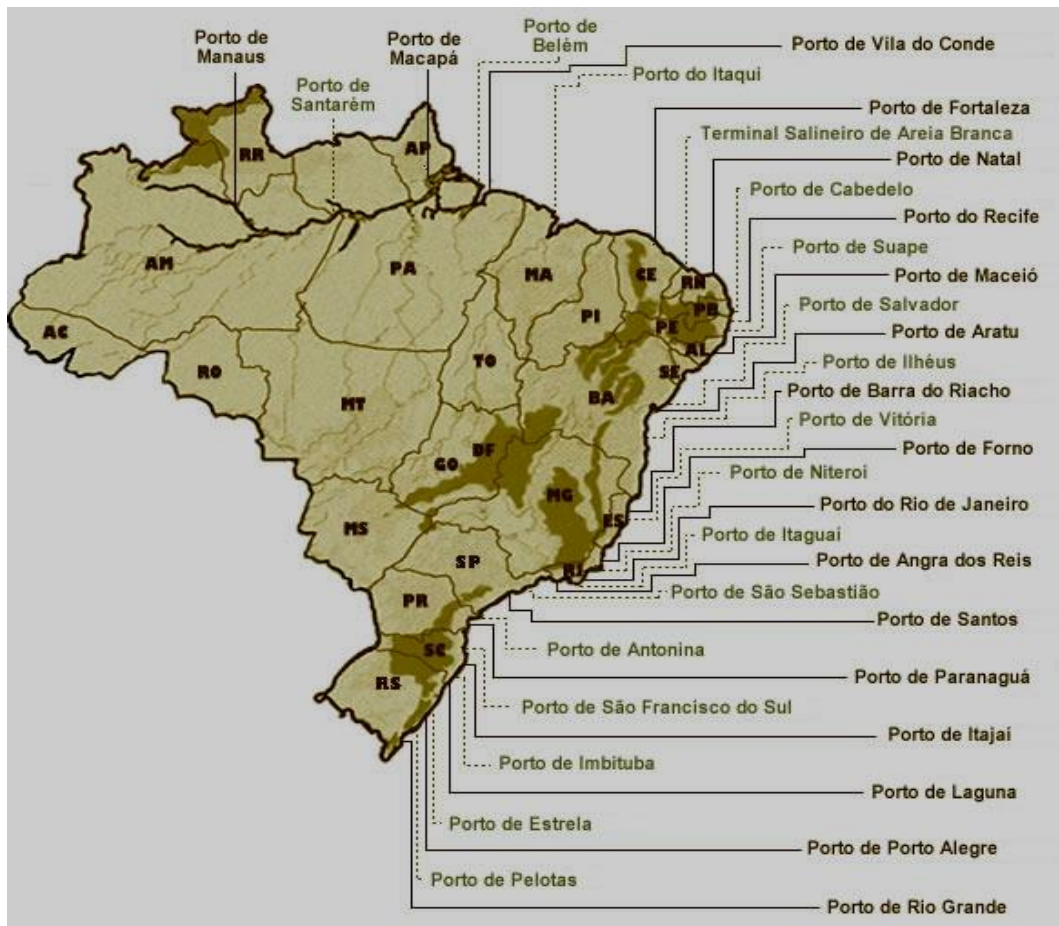 Porto de
Manaus
Porto de
Santarém
Porto de
Macapá
Porto de
Belém
Porto de Vila do Conde
Porto do Itaqui
Porto de Fortaleza
Terminal Salineiro de Areia Branca
Porto de Natal
Porto de Cabedelo
Porto do Recife
Porto de Suape
Porto de Maceió
Porto de Salvador
Porto de Aratu
Porto de Ilhéus
Porto de Barra do Riacho
Porto de Vitória
Porto de Forno
Porto de Niteroi
Porto do Rio de Janeiro
Porto de Itaguaí
Porto de Angra dos Reis
Porto de São Sebastião
Porto de Santos
Porto de Antonina
Porto de Paranaguá
Porto de São Francisco do Sul
Porto de Itajaí
Porto de Imbituba
Porto de Laguna
Porto de Estrela
Porto de Porto Alegre
Porto de Pelotas
Porto de Rio Grande
RR
AP
AM
PA
MA
CE
RN
PB
PI
PE
AL
SE
AC
RO
TO
BA
MT
GO
DF
MG
ES
MS
SP
RJ
PR
SC
RS